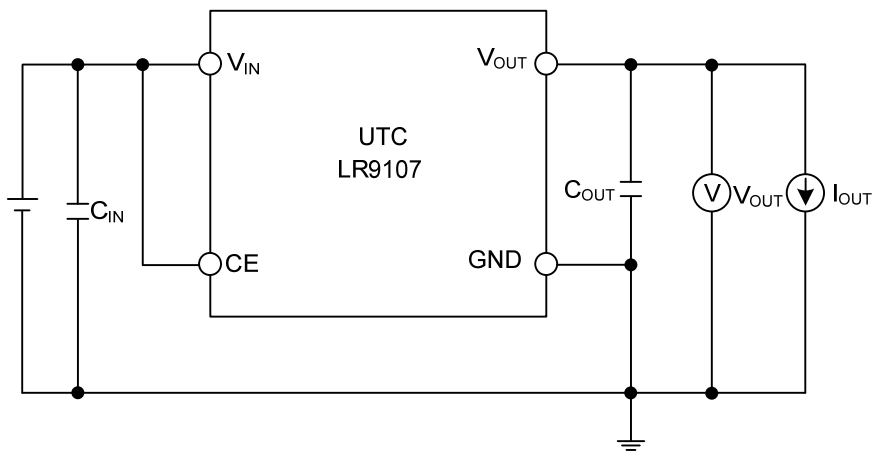 VIN
VOUT
UTC
LR9107
CIN
COUT
V
VOUT
IOUT
CE
GND